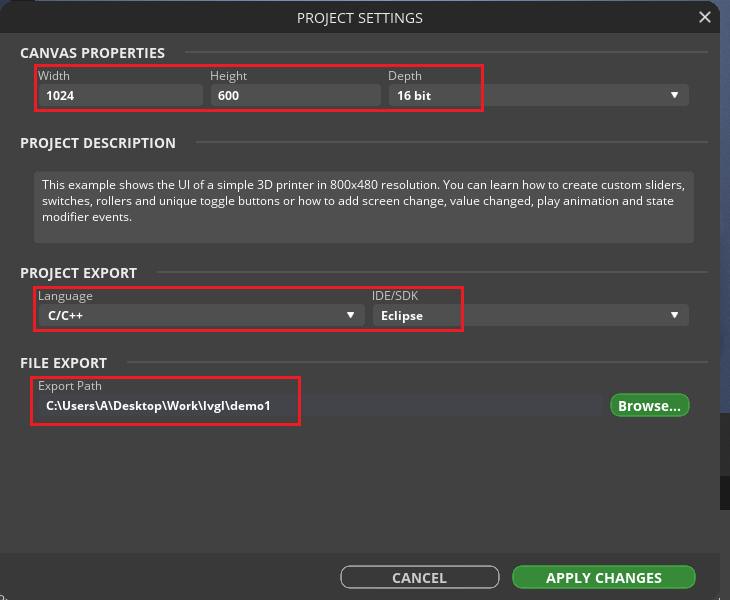 PROJECT SETTINGS
CANVAS PROPERTIES
Width Height Depth
1024 600 16 bit
PROJECT DESCRIPTION
This example shows the UI of a simple 3D printer in 800x480 resolution. You can learn how to create custom sliders,
switches, rollers and unique toggle buttons or how to add screen change, value changed, play animation and state
modifier events.
PROJECT EXPORT
Language IDE/SDK
C/C++ Eclipse
FILE EXPORT
Export Path
C:\Users\A\Desktop\Work\lvgl\demo1 Browse...
CANCEL APPLY CHANGES